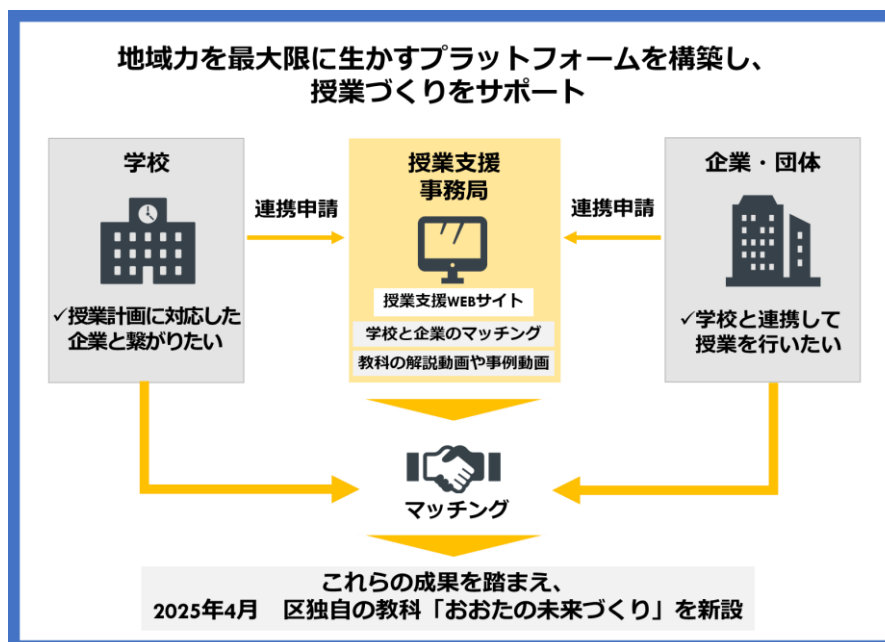 地域力を最大限に生かすプラットフォームを構築し、
授業づくりをサポート
学校
✓授業計画に対応した
企業と繋がりたい
連携申請
授業支援
事務局
授業支援WEBサイト
学校と企業のマッチング
教科の解説動画や事例動画
連携申請
企業・団体
✓学校と連携して
授業を行いたい
マッチング
これらの成果を踏まえ、
2025年4月　区独自の教科「おおたの未来づくり」を新設